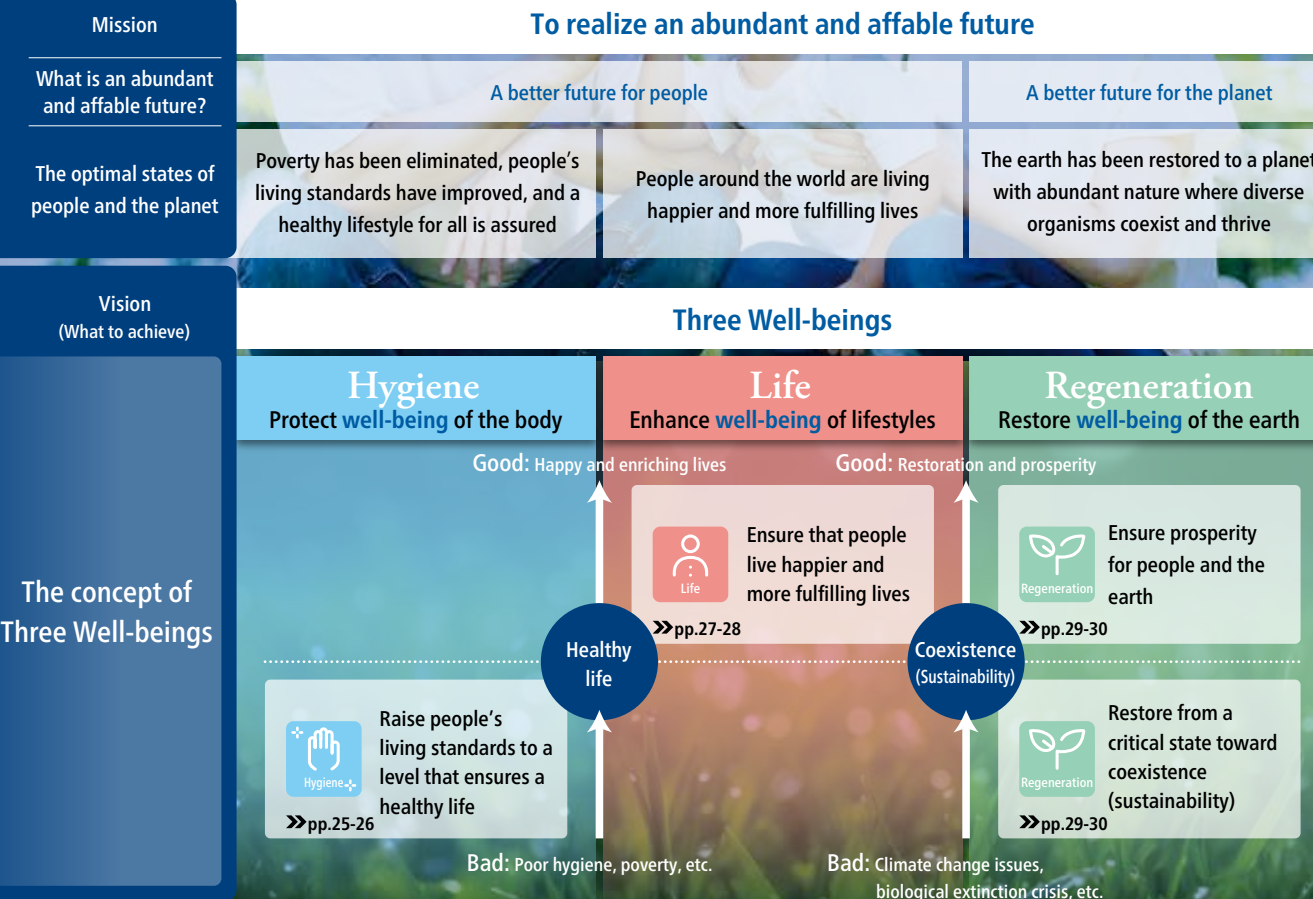 Mission
To realize an abundant and affable future
What is an abundant
and affable future?
A better future for people
A better future for the planet
The optimal states of
people and the planet
Poverty has been eliminated, people's
living standards have improved, and a
healthy lifestyle for all is assured
People around the world are living
happier and more fulfilling lives
The earth has been restored to a planet
with abundant nature where diverse
organisms coexist and thrive
Vision
(What to achieve)
Three Well-beings
The concept of
Three Well-beings
Hygiene
Protect well-being of the body
Life
Enhance well-being of lifestyles
Regeneration
Restore well-being of the earth
Good: Happy and enriching lives
Good: Restoration and prosperity
Life
Ensure that people
live happier and
more fulfilling lives
»pp.27-28
Regeneration
Ensure prosperity
for people and the
earth
»pp.29-30
Healthy
life
Coexistence
(Sustainability)
Hygiene
Raise people's
living standards to a
level that ensures a
healthy life
»pp.25-26
Regeneration
Restore from a
critical state toward
coexistence
(sustainability)
»pp.29-30
Bad: Poor hygiene, poverty, etc.
Bad: Climate change issues,
biological extinction crisis, etc.